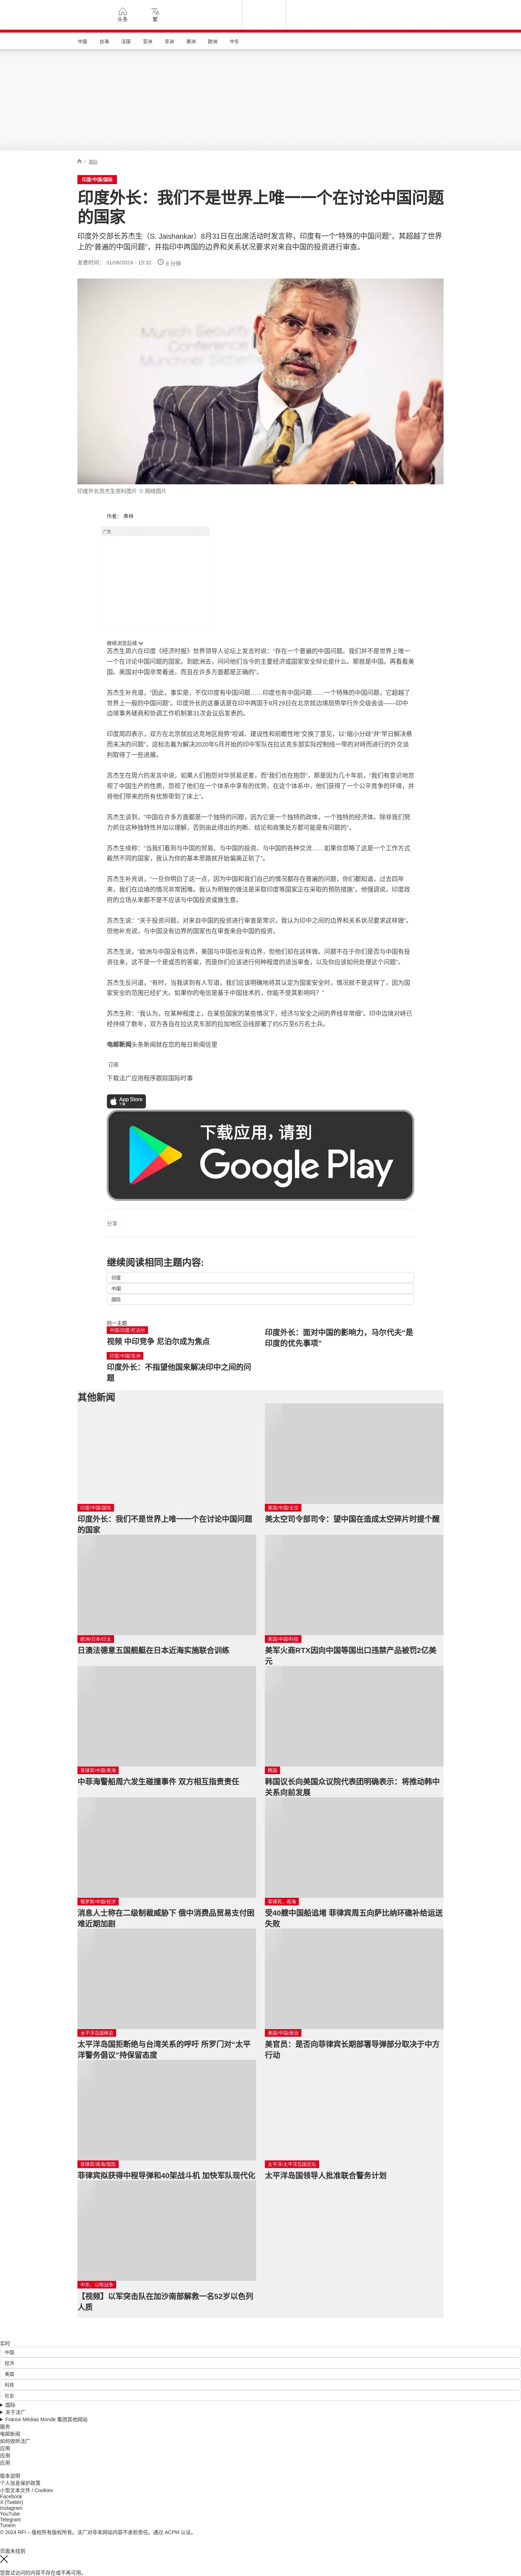 头条
繁
中国 台海 法国 亚洲 非洲 美洲 欧洲 中东
/ 国际
印度/中国/国际
印度外长：我们不是世界上唯一一个在讨论中国问题
的国家
印度外交部长苏杰生（S. Jaishankar）8月31日在出席活动时发言称，印度有一个“特殊的中国问题”，其超越了世界
上的“普遍的中国问题”，并指印中两国的边界和关系状况要求对来自中国的投资进行审查。
发表时间： 31/08/2024 - 15:32 6 分钟
Munich Security
Conference
印度外长苏杰生资料图片 © 网络图片
作者： 弗林
广告
继续浏览后续
苏杰生周六在印度《经济时报》世界领导人论坛上发言时说：“存在一个普遍的中国问题。我们并不是世界上唯一
一个在讨论中国问题的国家。到欧洲去，问问他们当今的主要经济或国家安全辩论是什么。那就是中国。再看看美
国。美国对中国非常着迷，而且在许多方面都是正确的”。
苏杰生补充道，“因此，事实是，不仅印度有中国问题……印度也有中国问题……一个特殊的中国问题，它超越了
世界上一般的中国问题”。印度外长的这番话是在印中两国于8月29日在北京就边境局势举行外交级会谈——印中
边境事务磋商和协调工作机制第31次会议后发表的。
印度周四表示，双方在北京就拉达克地区局势“坦诚、建设性和前瞻性地”交换了意见，以“缩小分歧”并“早日解决悬
而未决的问题”，这标志着为解决2020年5月开始的印中军队在拉达克东部实际控制线一带的对峙而进行的外交谈
判取得了一些进展。
苏杰生在周六的发言中说，如果人们抱怨对华贸易逆差，而“我们也抱怨”，那是因为几十年前，“我们有意识地忽
视了中国生产的性质，忽视了他们在一个体系中享有的优势，在这个体系中，他们获得了一个公平竞争的环境，并
将他们带来的所有优势带到了床上”。
苏杰生谈到，“中国在许多方面都是一个独特的问题，因为它是一个独特的政体，一个独特的经济体。除非我们努
力抓住这种独特性并加以理解，否则由此得出的判断、结论和政策处方都可能是有问题的”。
苏杰生续称：“当我们看到与中国的贸易、与中国的投资、与中国的各种交流……如果你忽略了这是一个工作方式
截然不同的国家，我认为你的基本思路就开始偏离正轨了”。
苏杰生补充说，“一旦你明白了这一点，因为中国和我们自己的情况都存在普遍的问题，你们都知道，过去四年
来，我们在边境的情况非常困难。我认为明智的做法是采取印度等国家正在采取的预防措施”。他强调说，印度政
府的立场从来都不是不应该与中国投资或做生意。
苏杰生说：“关于投资问题，对来自中国的投资进行审查是常识，我认为印中之间的边界和关系状况要求这样做”。
但他补充说，与中国没有边界的国家也在审查来自中国的投资。
苏杰生说，“欧洲与中国没有边界，美国与中国也没有边界，但他们却在这样做。问题不在于你们是否与中国有投
资往来，这不是一个是或否的答案，而是你们应该进行何种程度的适当审查，以及你应该如何处理这个问题”。
苏杰生反问道，“有时，当我谈到有人写道，我们应该明确地将其认定为国家安全时，情况就不是这样了，因为国
家安全的范围已经扩大。如果你的电信是基于中国技术的，你能不受其影响吗？”
苏杰生称：“我认为，在某种程度上，在某些国家的某些情况下，经济与安全之间的界线非常细”。印中边境对峙已
经持续了数年，双方各自在拉达克东部的拉加地区沿线部署了约5万至6万名士兵。
电邮新闻头条新闻就在您的每日新闻信里
订阅
下载法广应用程序跟踪国际时事
App Store
下载
下载应用，请到
Google Play
分享 :
继续阅读相同主题内容:
印度
中国
国际
同一主题
中国/印度/尼泊尔
视频 中印竞争 尼泊尔成为焦点
印度外长：面对中国的影响力，马尔代夫“是
印度的优先事项”
印度/中国/亚洲
印度外长：不指望他国来解决印中之间的问
题
其他新闻
印度/中国/国际
印度外长：我们不是世界上唯一一个在讨论中国问题
的国家
美国/中国/太空
美太空司令部司令：望中国在造成太空碎片时提个醒
欧洲/日本/印太
日澳法德意五国舰艇在日本近海实施联合训练
美国/中国/科技
美军火商RTX因向中国等国出口违禁产品被罚2亿美
元
菲律宾/中国/南海
中菲海警船周六发生碰撞事件 双方相互指责责任
韩国
韩国议长向美国众议院代表团明确表示：将推动韩中
关系向前发展
俄罗斯/中国/经济
消息人士称在二级制裁威胁下 俄中消费品贸易支付困
难近期加剧
菲律宾、南海
受40艘中国船追堵 菲律宾周五向萨比纳环礁补给运送
失败
太平洋岛国峰会
太平洋岛国拒断绝与台湾关系的呼吁 所罗门对“太平
洋警务倡议”持保留态度
美国/中国/政治
美官员：是否向菲律宾长期部署导弹部分取决于中方
行动
菲律宾/南海/国际
菲律宾拟获得中程导弹和40架战斗机 加快军队现代化
太平洋/太平洋岛国论坛
太平洋岛国领导人批准联合警务计划
中东、以哈战争
【视频】以军突击队在加沙南部解救一名52岁以色列
人质
实时
中国
经济
美国
科技
社会
国际
关于法广
France Médias Monde 集团其他网站
服务
电邮新闻
如何收听法广
应用
应用
应用
版本说明
个人信息保护政策
小型文本文件 / Cookies
Facebook
X (Twitter)
Instagram
YouTube
Telegram
TuneIn
© 2024 RFI – 版权所有版权所有。法广对非本网站内容不承担责任。通过 ACPM 认证。
页面未找到
您尝试访问的内容不存在或不再可用。